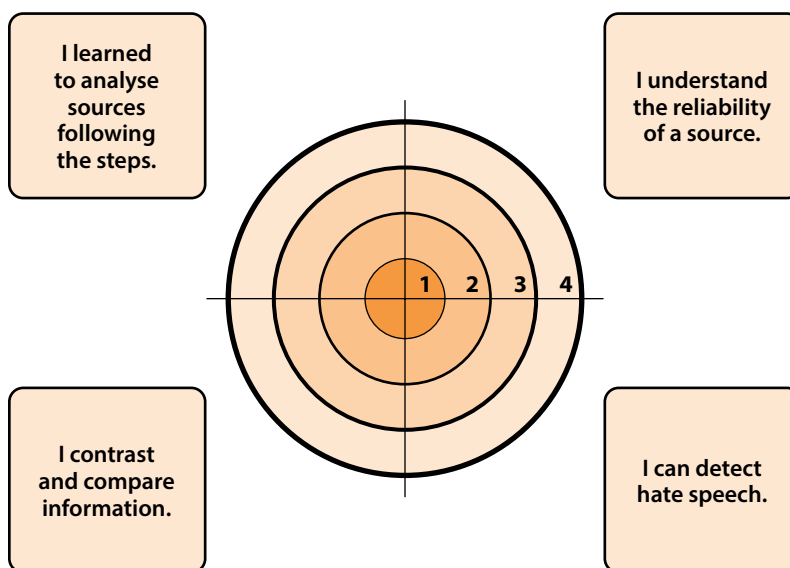 I learned
to analyse
sources
following
the steps.
I understand
the reliability
of a source.
1 2 3 4
I contrast
and compare
information.
I can detect
hate speech.